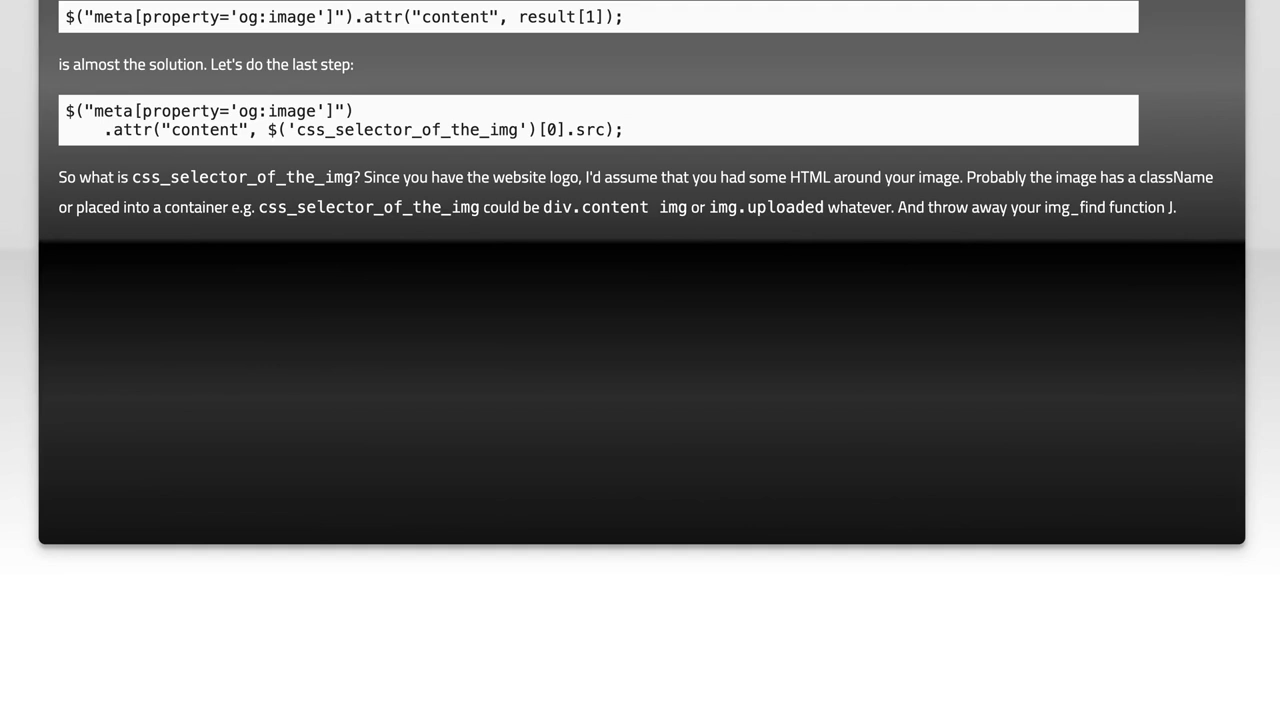 $("meta[property='og:image']").attr("content", result[1]);
is almost the solution. Let's do the last step:
$("meta[property='og:image']")
    .attr("content", $('css_selector_of_the_img')[0].src);
So what is css_selector_of_the_img? Since you have the website logo, I'd assume that you had some HTML around your image. Probably the image has a className
or placed into a container e.g. css_selector_of_the_img could be div.content img or img.uploaded whatever. And throw away your img_find function J.